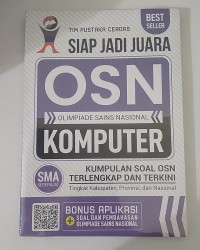 TIM PUSTAKA CERDAS
BEST
SELLER
SIAP JADI JUARA
OSN
OLIMPIADE SAINS NASIONAL
KOMPUTER
SMA
SEDERAJAT
KUMPULAN SOAL OSN
TERLENGKAP DAN TERKINI
Tingkat Kabupaten, Provinsi, dan Nasional
BONUS APLIKASI
+ SOAL DAN PEMBAHASAN
OLIMPIADE SAINS NASIONAL